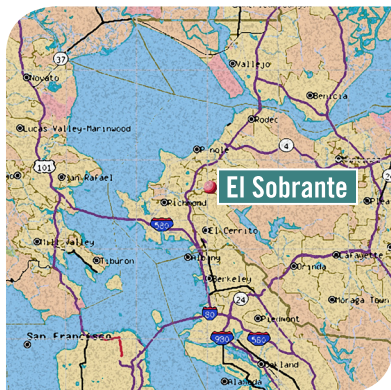 37
Novato
Vallejo
Benicia
Lucas Valley-Marinwood
Rodeo
Pinole
4
101
San Rafael
El Sobrante
Richmond
580
El Cerrito
Mill Valley
Tiburon
Albany
Lafayette
Orinda
Berkeley
24
Moraga Town
80
Piedmont
San Francisco
980
580
Oakland
Alameda